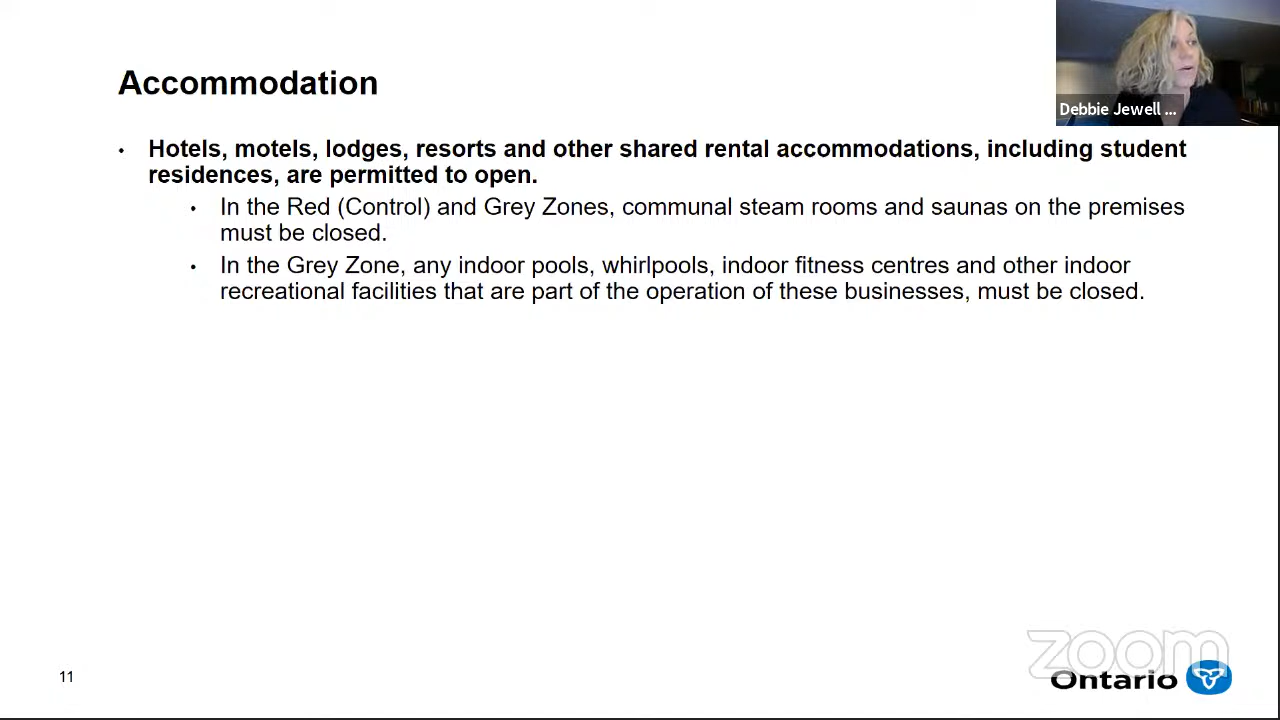 Accommodation
Debbie Jewell ...
• Hotels, motels, lodges, resorts and other shared rental accommodations, including student
residences, are permitted to open.
• In the Red (Control) and Grey Zones, communal steam rooms and saunas on the premises
must be closed.
• In the Grey Zone, any indoor pools, whirlpools, indoor fitness centres and other indoor
recreational facilities that are part of the operation of these businesses, must be closed.
zoom
11
Ontario